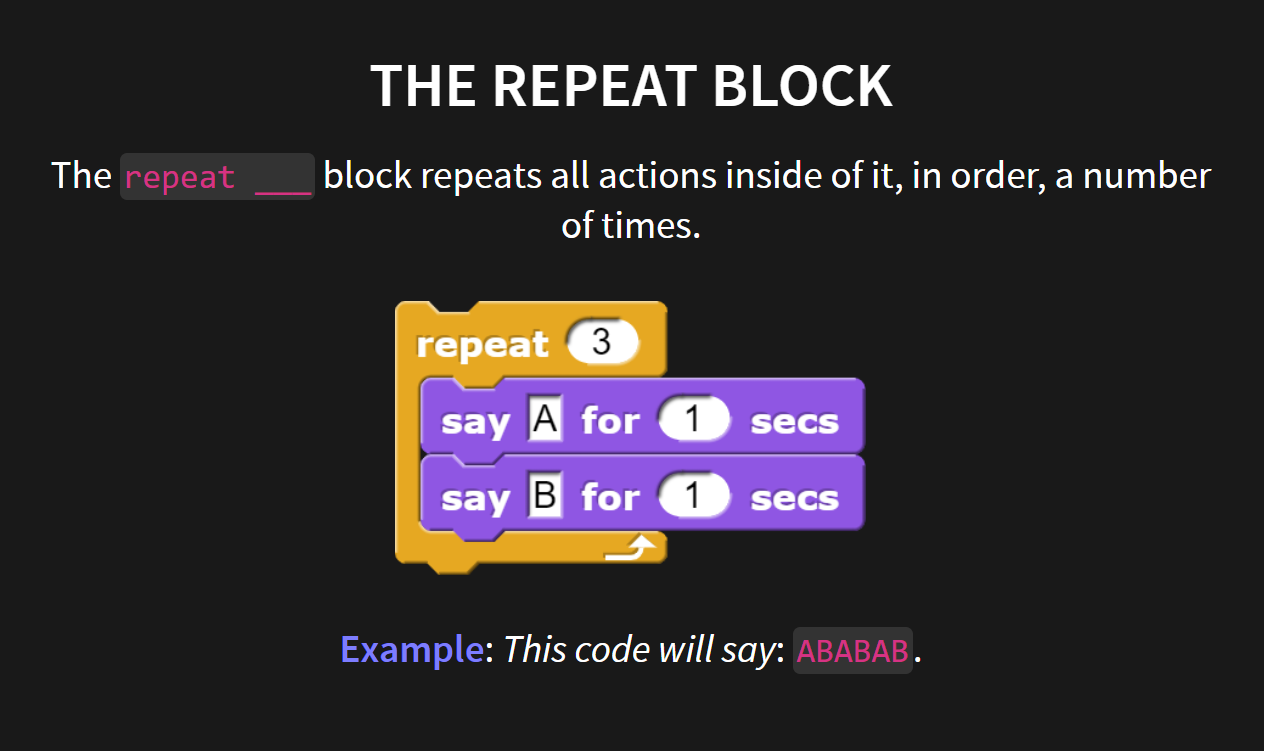 THE REPEAT BLOCK
The repeat ___ block repeats all actions inside of it, in order, a number
of times.
repeat 3
say A for 1 secs
say B for 1 secs
Example: This code will say: ABABAB.